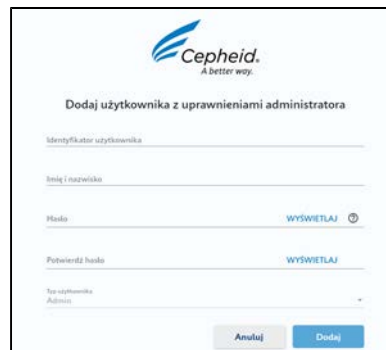 Cepheid.
A better way.
Dodaj użytkownika z uprawnieniami administratora
Identyfikator użytkownika
Imię i nazwisko
Hasło WYŚWIETLAJ ?
Potwierdź hasło WYŚWIETLAJ
Typ użytkownika
Admin
Anuluj Dodaj